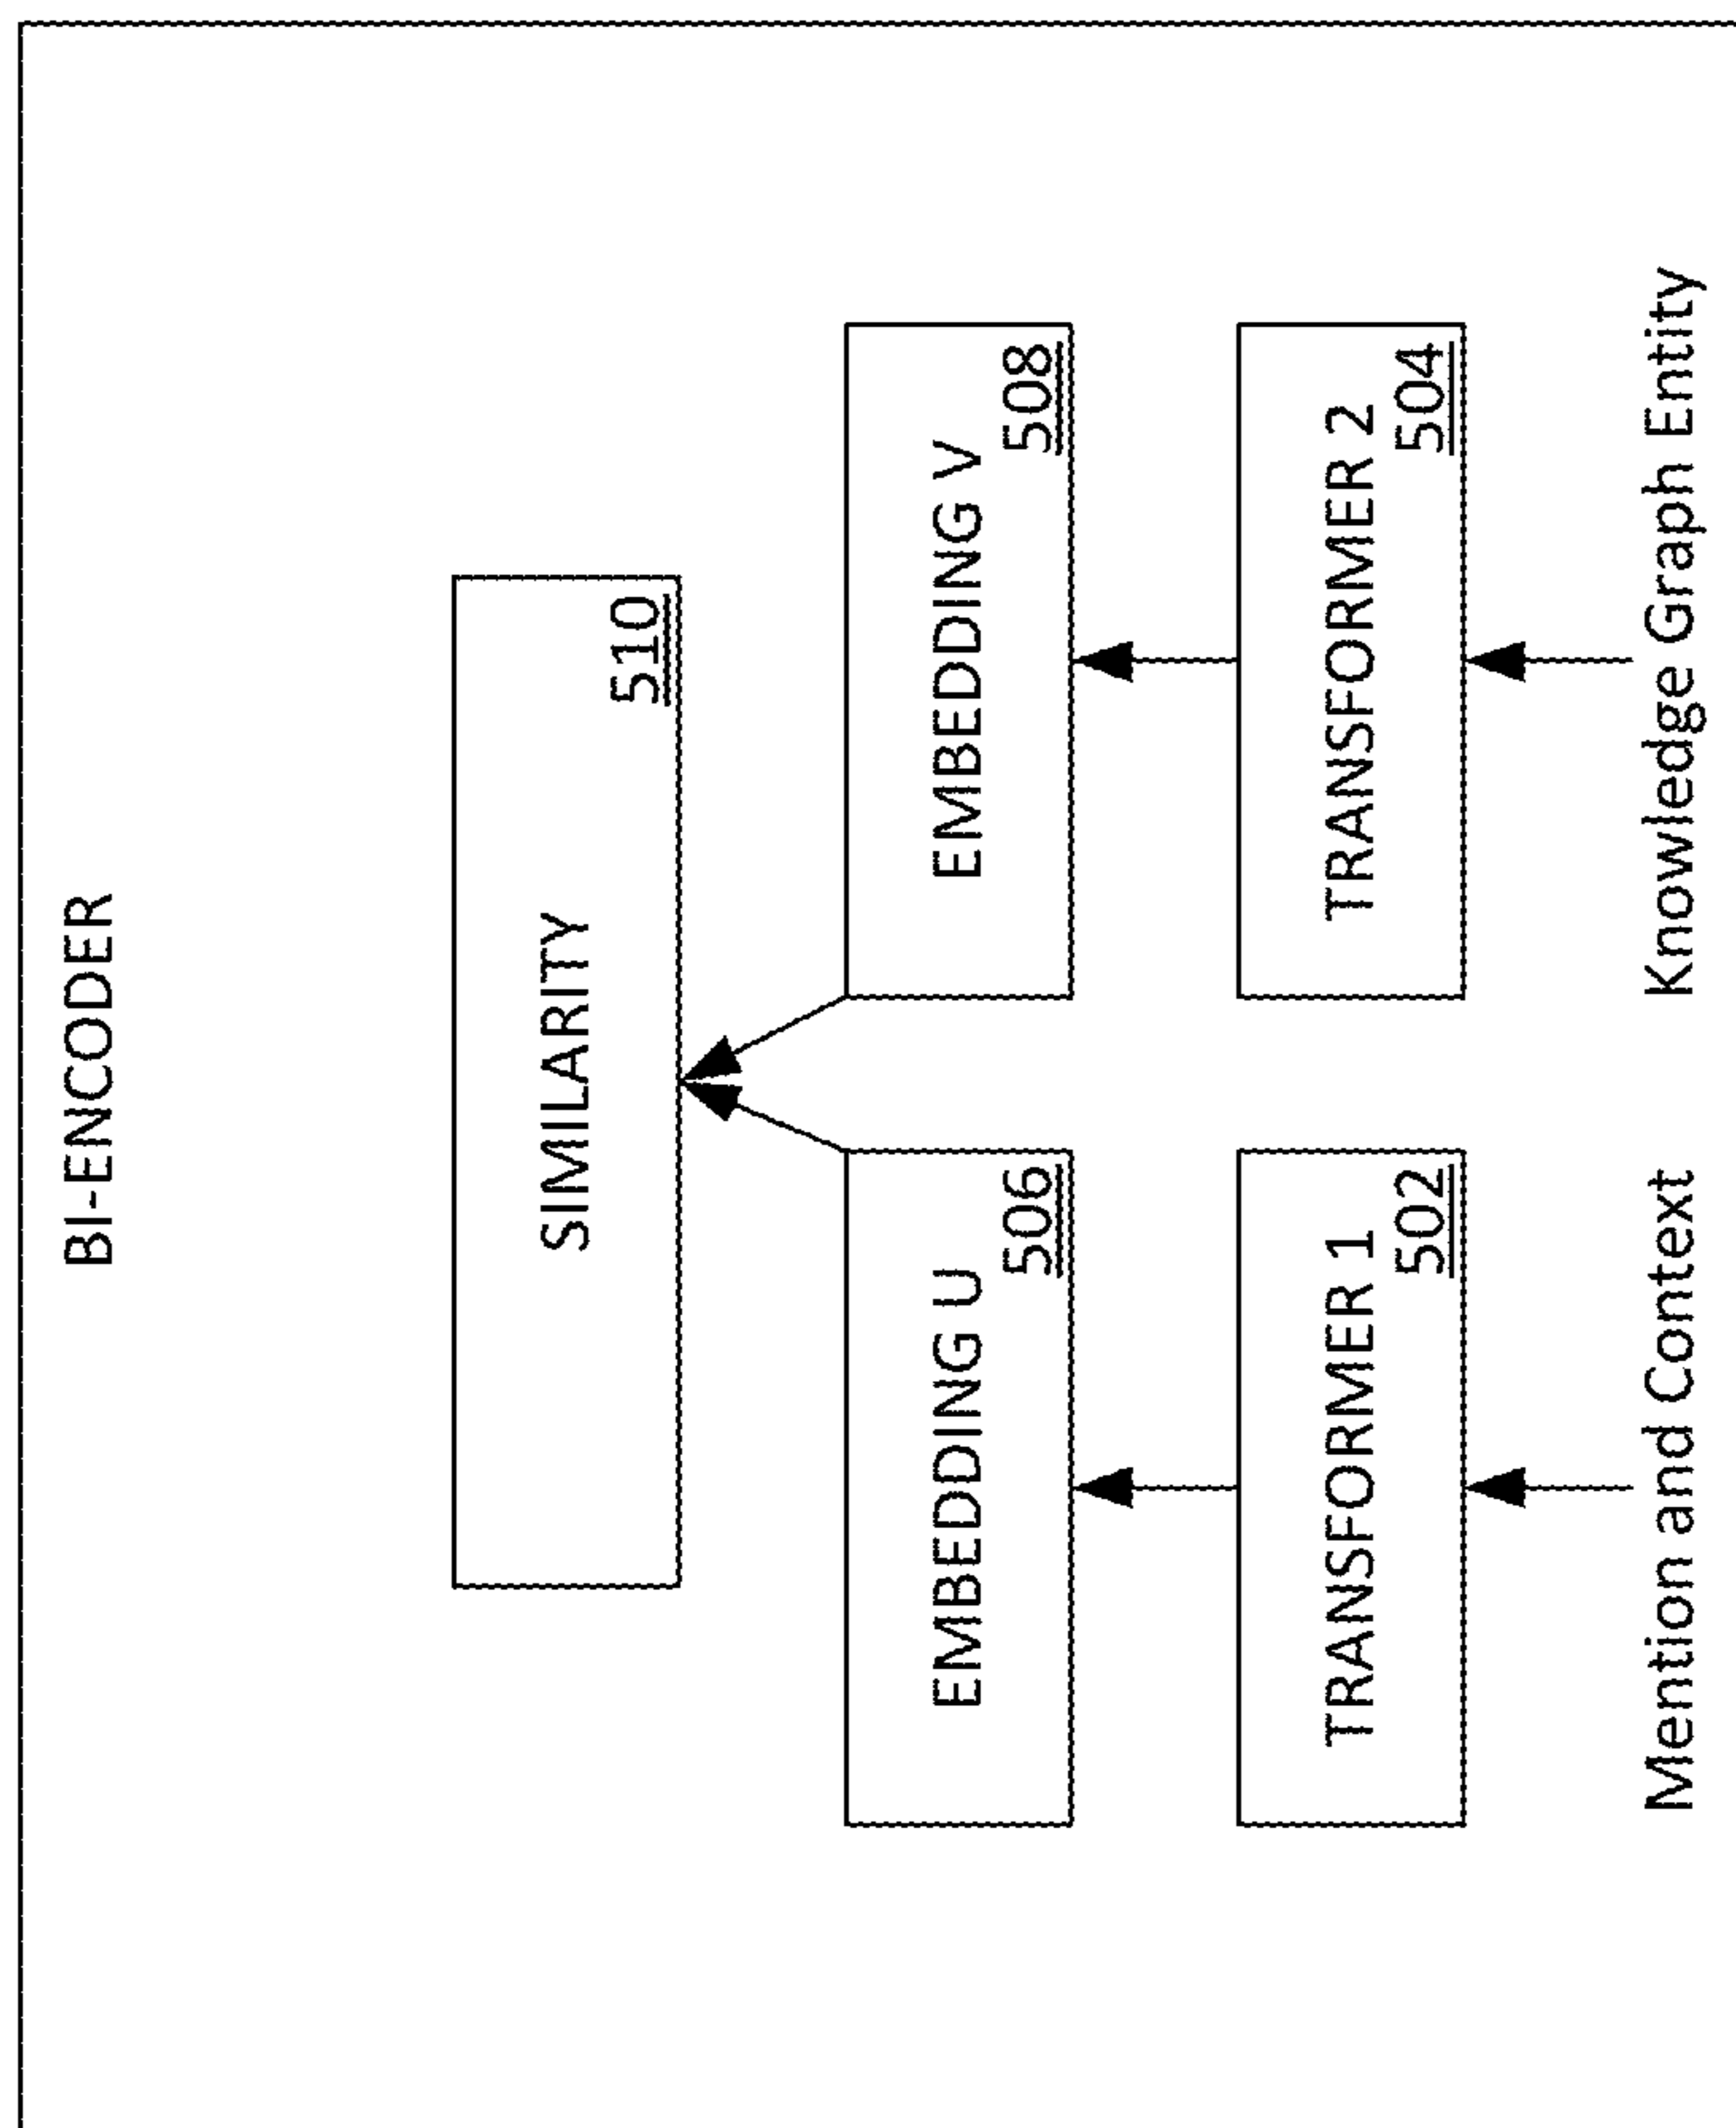 BI-ENCODER
SIMILARITY
510
EMBEDDING U
506
EMBEDDING V
508
TRANSFORMER 1
502
TRANSFORMER 2
504
Mention and Context
Knowledge Graph Entity